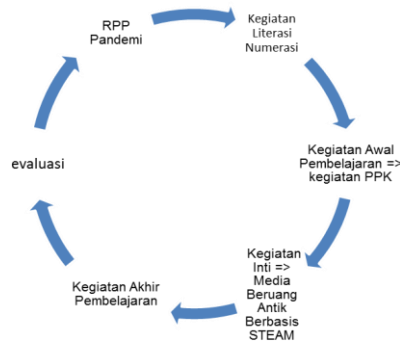 RPP
Pandemi
Kegiatan
Literasi
Numerasi
Kegiatan Awal
Pembelajaran =>
kegiatan PPK
Kegiatan
Inti =>
Media
Beruang
Antik
Berbasis
STEAM
Kegiatan Akhir
Pembelajaran
evaluasi